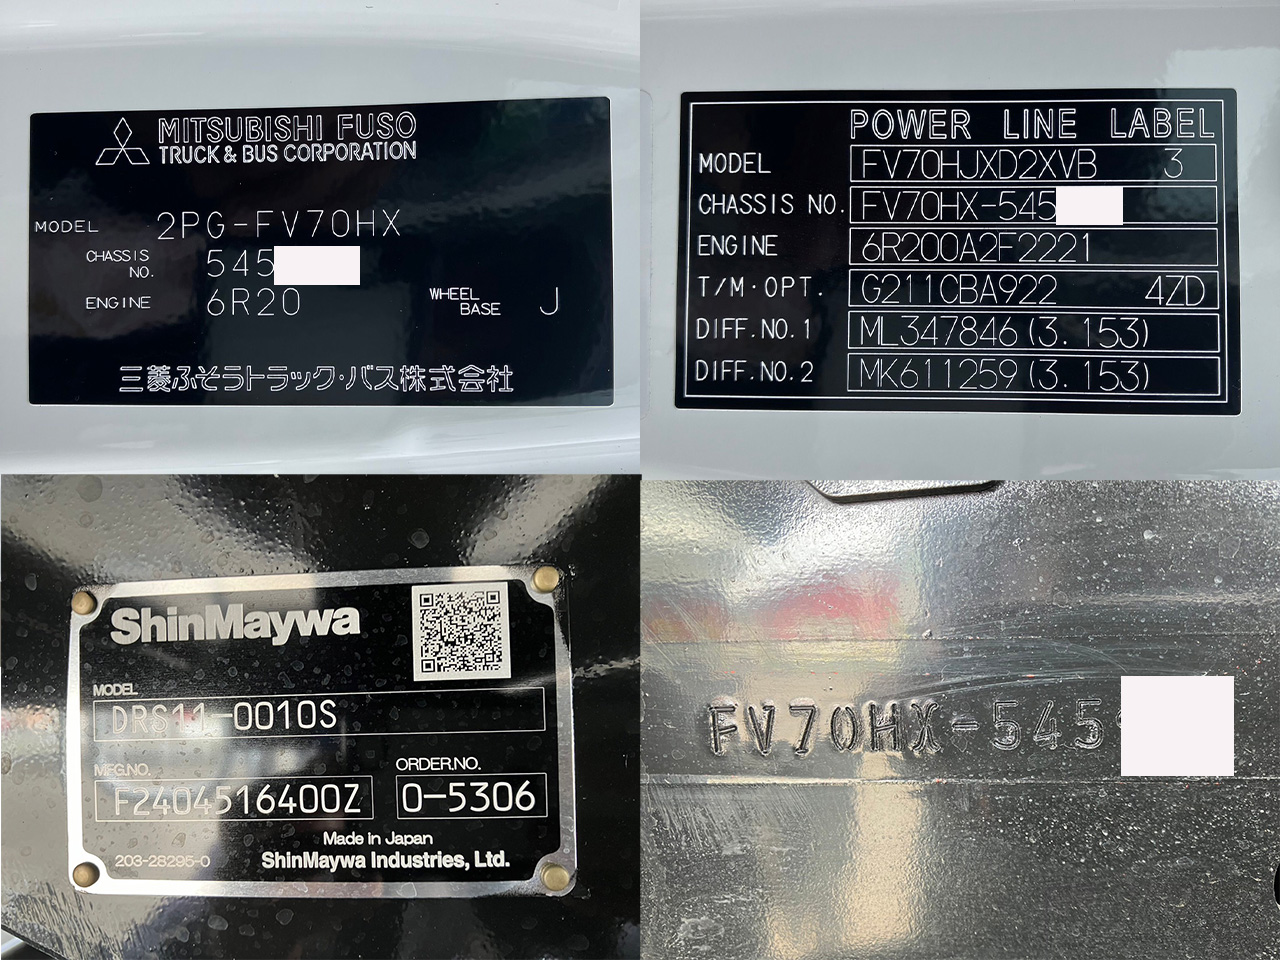 MITSUBISHI FUSO
TRUCK & BUS CORPORATION
MODEL 2PG-FV70HX
CHASSIS NO. 545
ENGINE 6R20 WHEEL BASE J
三菱ふそうトラック・バス株式会社
POWER LINE LABEL
MODEL FV70HJXD2XVB 3
CHASSIS NO. FV70HX-545
ENGINE 6R200A2F2221
T/M・OPT. G211CBA922 4ZD
DIFF.NO.1 ML347846(3.153)
DIFF.NO.2 MK611259(3.153)
ShinMaywa
MODEL
DRS11-0010S
MFG.NO. ORDER.NO.
F2404516400Z 0-5306
Made in Japan
203-28295-0 ShinMaywa Industries, Ltd.
FV70HX-545